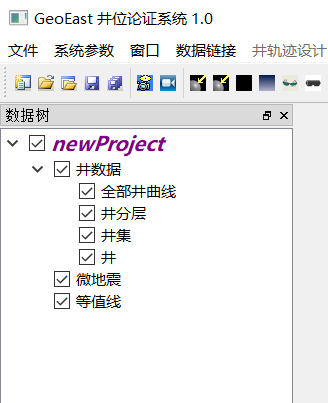 GeoEast 井位论证系统 1.0
文件 系统参数 窗口 数据链接 井轨迹设计
数据树
newProject
井数据
全部井曲线
井分层
井集
井
微地震
等值线